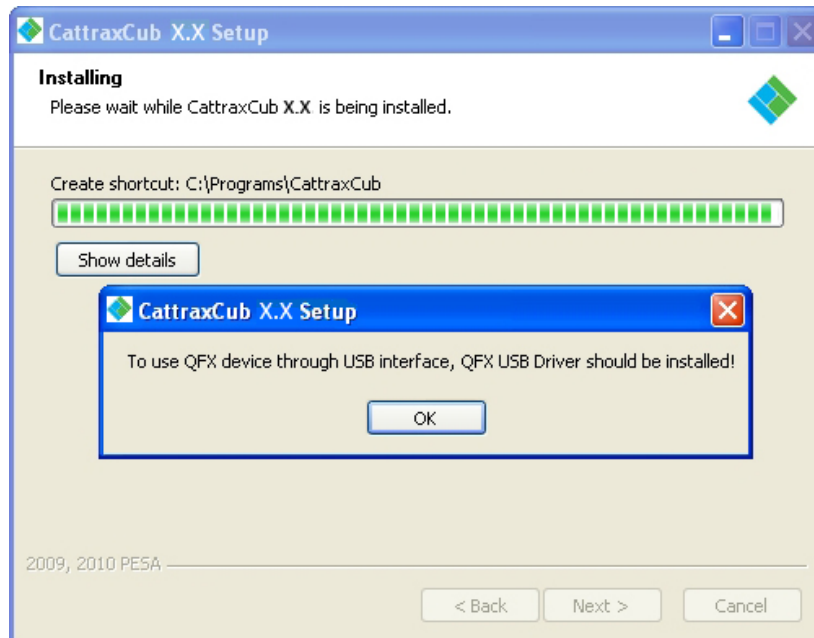 CattraxCub X.X Setup
Installing
Please wait while CattraxCub X.X is being installed.
Create shortcut: C:\Programs\CattraxCub
Show details
CattraxCub X.X Setup
To use QFX device through USB interface, QFX USB Driver should be installed!
OK
2009, 2010 PESA
< Back
Next >
Cancel